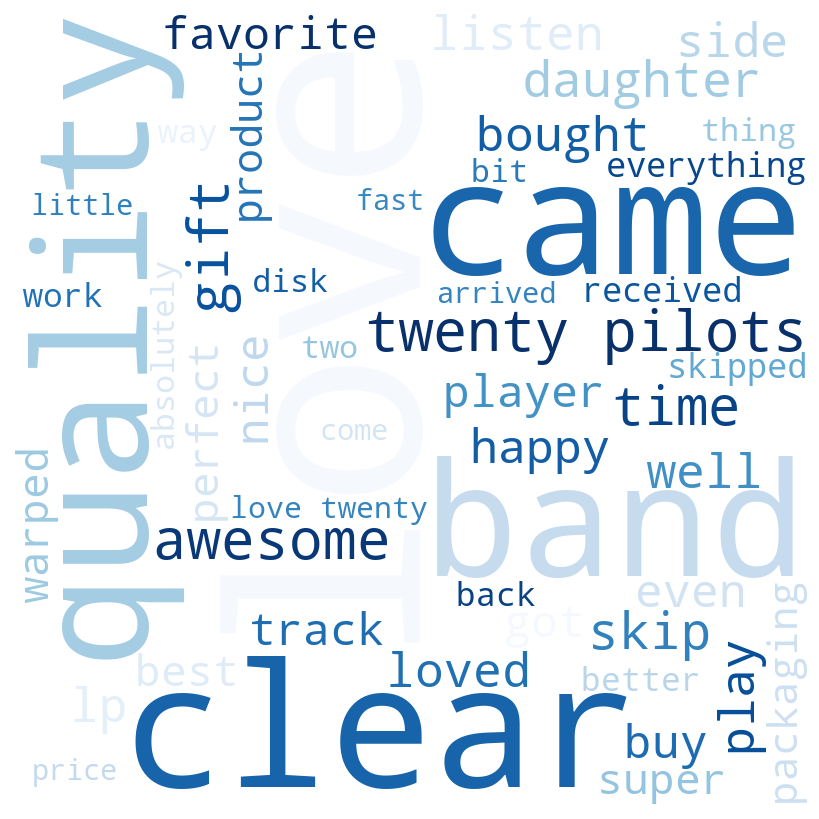 favorite
listen
side
daughter
product
way
bought
thing
bit
everything
quality
love
little
gift
fast
came
work
absolutely
disk
arrived
received
twenty pilots
two
skipped
perfect
nice
player
time
come
happy
well
warped
love twenty
band
awesome
back
even
packaging
got
track
skip
best
loved
better
play
lp
clear
buy
price
super